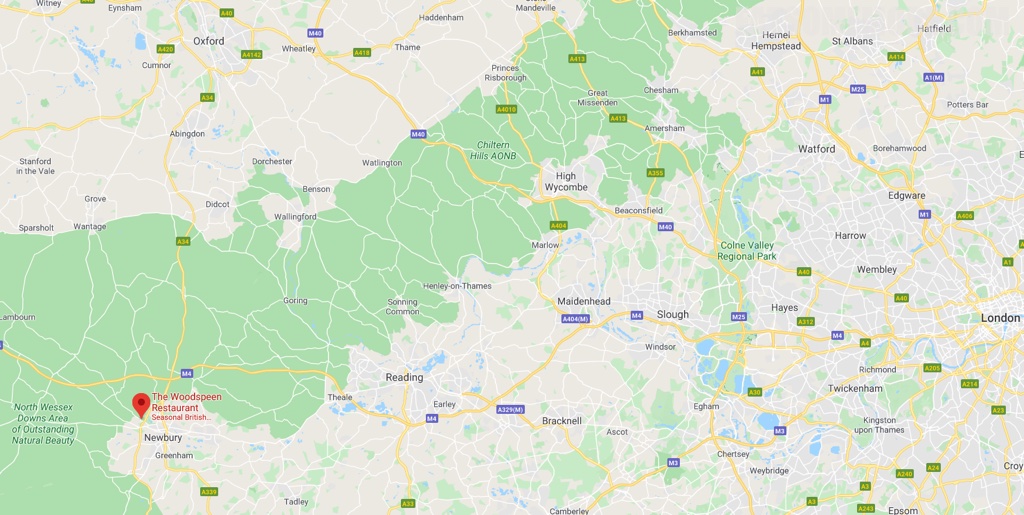 Witney
Eynsham
A40
Haddenham
Mandeville
Berkhamsted
Hatfield
Oxford
M40
Hemel
Hempstead
St Albans
A420
A4142
Wheatley
A418
Thame
A413
A414
Cumnor
Princes
Risborough
A41
M25
A1(M)
A34
Great
Missenden
Chesham
M1
Potters Bar
A4010
Abingdon
M40
A413
Amersham
Chiltern
Hills AONB
Watford
Borehamwood
Stanford
in the Vale
Dorchester
Watlington
High
Wycombe
A355
Grove
Benson
Edgware
Didcot
Wallingford
Beaconsfield
M1
A406
Sparsholt
Wantage
A404
M40
A34
Marlow
Harrow
Colne Valley
Regional Park
A1
Wembley
A40
Henley-on-Thames
Goring
Sonning
Common
Maidenhead
A40
Hayes
Lambourn
A404(M)
M4
Slough
M25
A312
London
M4
Windsor
A4
M4
Reading
Richmond
A205
The Woodspeen
Restaurant
Seasonal British...
Theale
Earley
A329(M)
A30
Twickenham
A214
North Wessex
Downs Area
of Outstanding
Natural Beauty
M4
Bracknell
Egham
Kingston
upon Thames
A23
Newbury
Ascot
M3
Greenham
Chertsey
M3
Weybridge
A24
Croy
A240
A339
Tadley
A33
A3
A3
Camberley
A243
Epsom